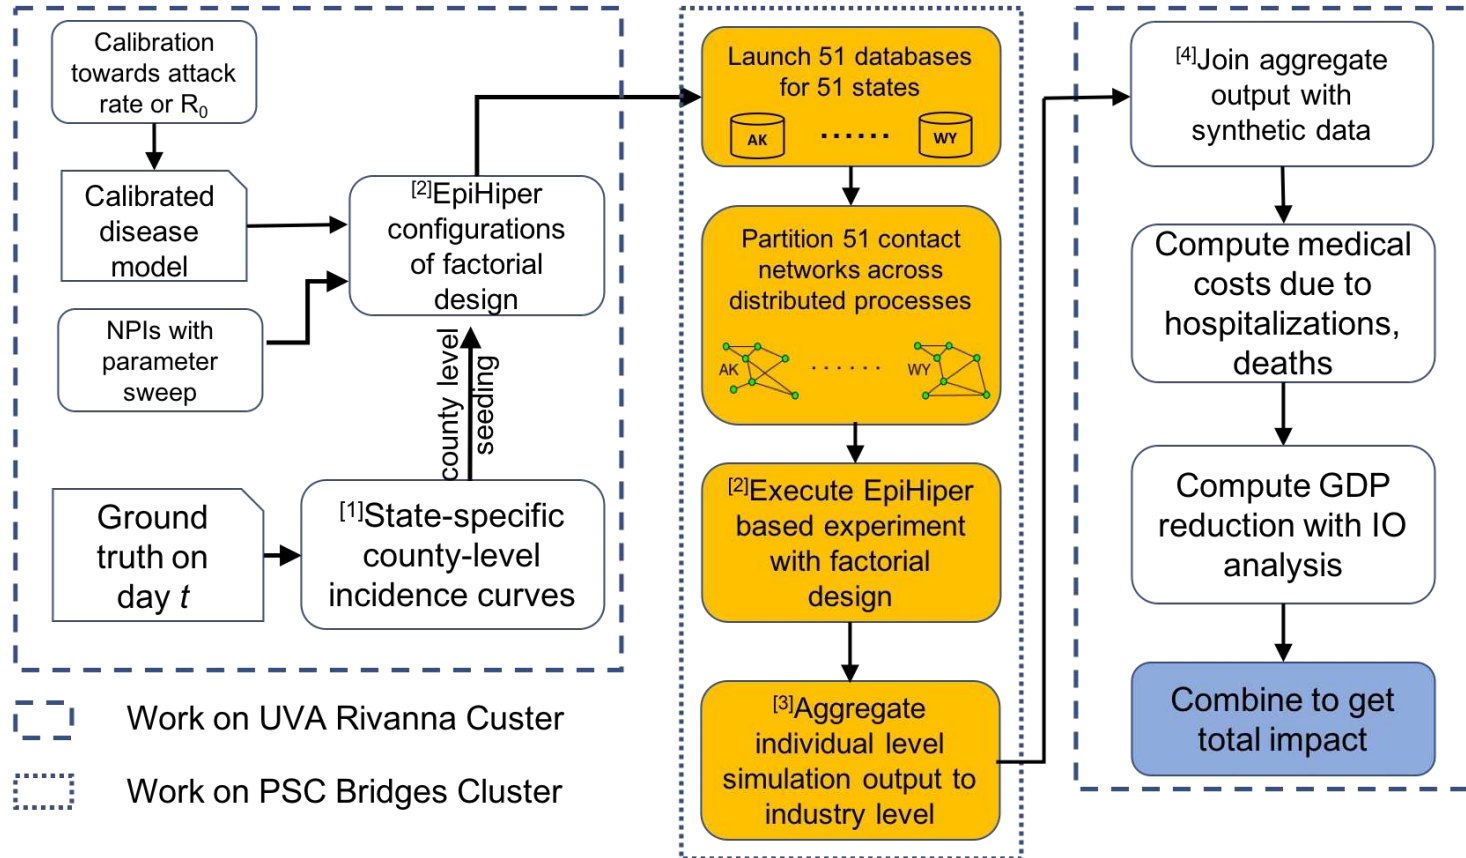 Calibration
towards attack
rate or R0
Calibrated
disease
model
NPIs with
parameter
sweep
[2]EpiHiper
configurations
of factorial
design
county level
seeding
Ground
truth on
day t
[1]State-specific
county-level
incidence curves
Work on UVA Rivanna Custer
Work on PSC Bridges Cluster
Launch 51 databases
for 51 states
AK ...... WY
Partition 51 contact
networks across
distributed processes
AK ...... WY
[2]Execute EpiHiper
based experiment
with factorial
design
[3]Aggregate
individual level
simulation output to
industry level
[4]Join aggregate
output with
synthetic data
Compute medical
costs due to
hospitalizations,
deaths
Compute GDP
reduction with IO
analysis
Combine to get
total impact